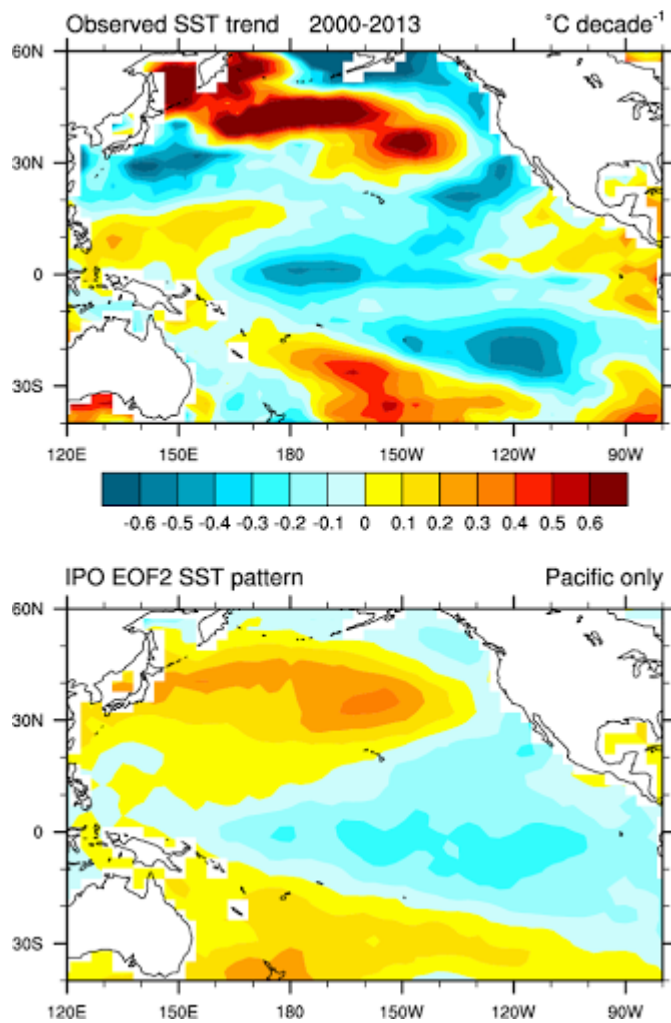 Observed SST trend 2000-2013 °C decade⁻¹
60N
30N
0
30S
120E 150E 180 150W 120W 90W
-0.6 -0.5 -0.4 -0.3 -0.2 -0.1 0 0.1 0.2 0.3 0.4 0.5 0.6
IPO EOF2 SST pattern Pacific only
60N
30N
0
30S
120E 150E 180 150W 120W 90W